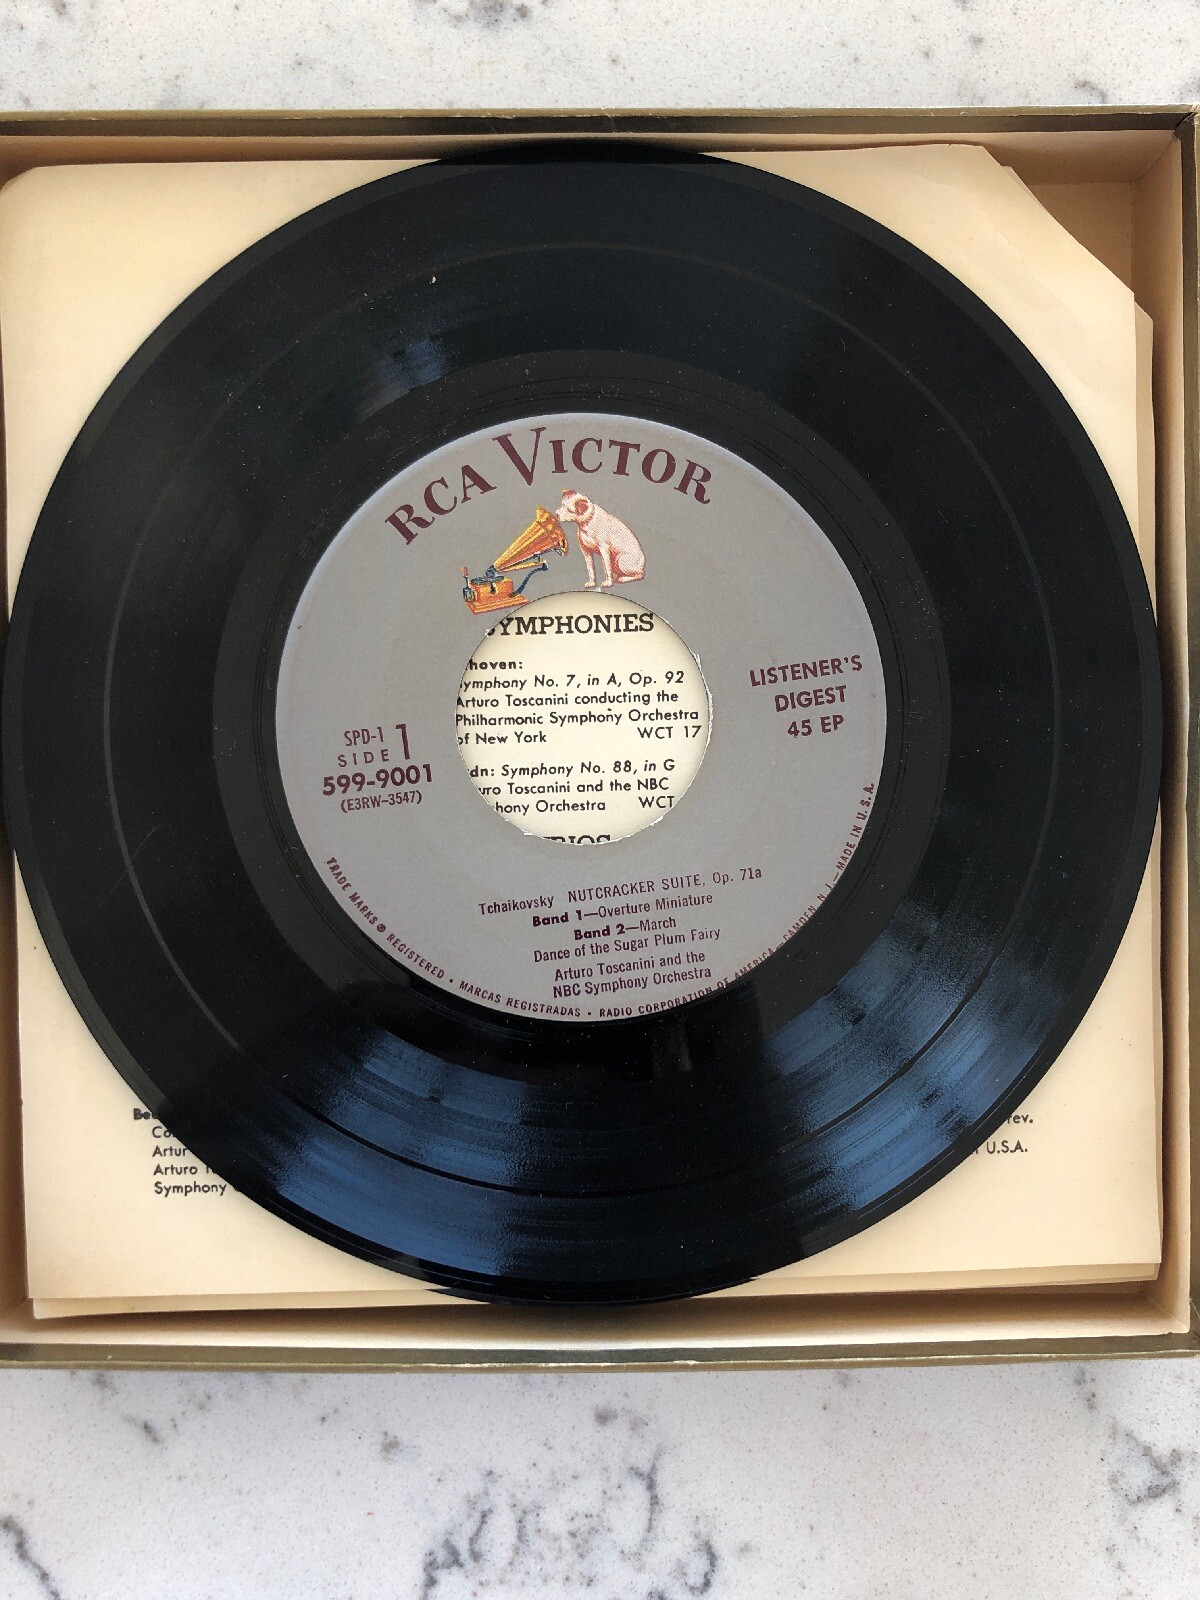 RCA VICTOR
SYMPHONIES
hoven:
ymphony No. 7, in A, Op. 92
Arturo Toscanini conducting the
Philharmonic Symphony Orchestra
of New York WCT 17
dn: Symphony No. 88, in G
uro Toscanini and the NBC
phony Orchestra WCT
LISTENER'S
DIGEST
45 EP
SPD-1
SIDE 1
599-9001
(E3RW-3547)
Tchaikovsky NUTCRACKER SUITE, Op. 71a
Band 1—Overture Miniature
Band 2—March
Dance of the Sugar Plum Fairy
Arturo Toscanini and the
NBC Symphony Orchestra
TRADE MARKS ® REGISTERED • MARCAS REGISTRADAS • RADIO CORPORATION OF AMERICA—CAMDEN, N. J.—MADE IN U.S.A.
Co
Artur
Arturo
Symphony
rev.
U.S.A.